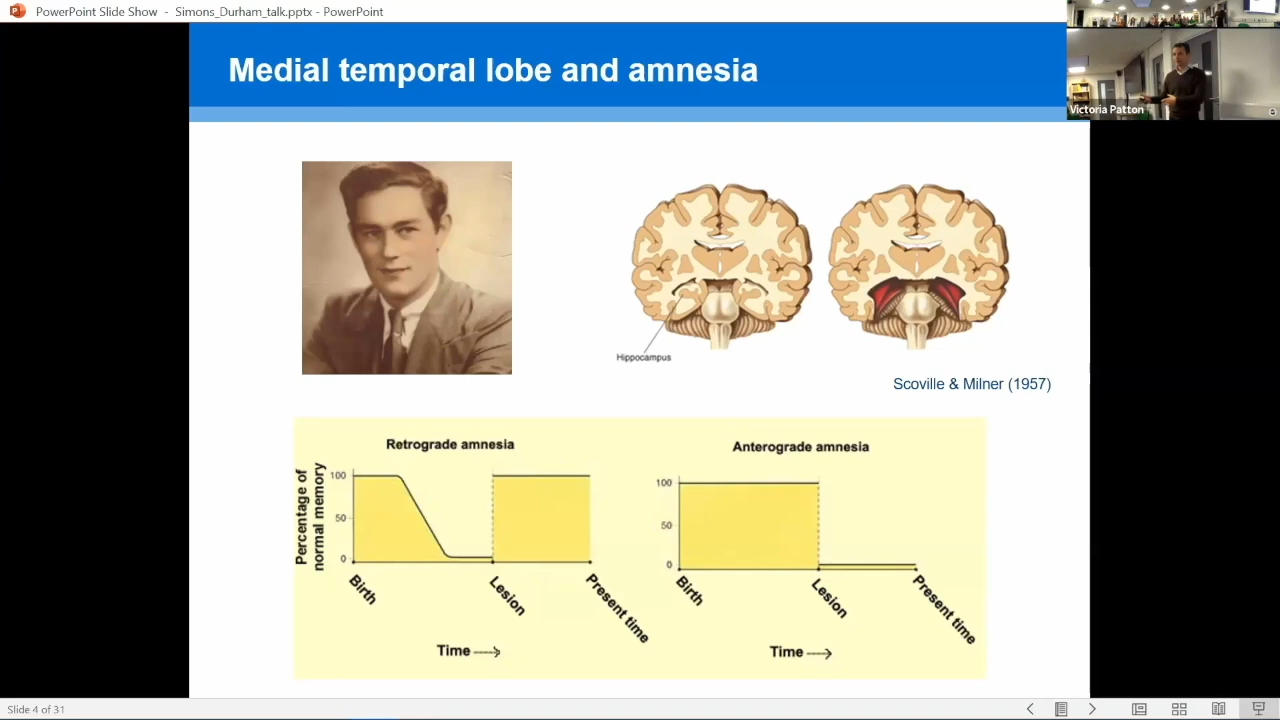 PowerPoint Slide Show - Simons_Durham_talk.pptx - PowerPoint
Medial temporal lobe and amnesia
Victoria Patton
Hippocampus
Scoville & Milner (1957)
Retrograde amnesia
Percentage of
normal memory
100
50
0
Birth
Lesion
Present time
Time
Anterograde amnesia
100
50
0
Birth
Lesion
Present time
Time
Slide 4 of 31